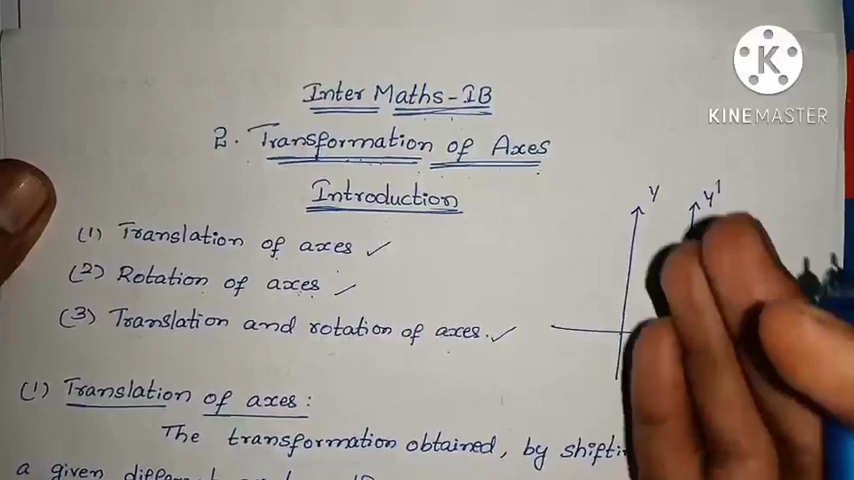 Inter Maths-IB
2. Transformation of Axes
Introduction
(1) Translation of axes ✓
(2) Rotation of axes ✓
(3) Translation and rotation of axes. ✓
(1) Translation of axes:
The transformation obtained, by shifti
a given different
Y
Y'
K
KINEMASTER